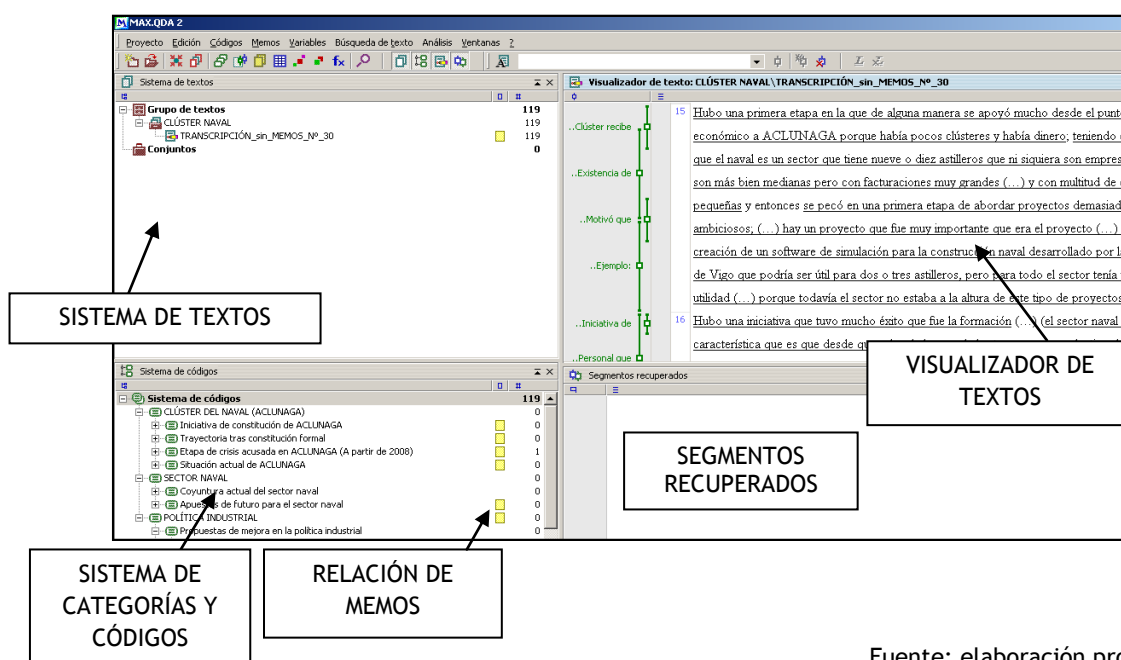 MAX.QDA 2
Proyecto Edición Códigos Memos Variables Búsqueda de texto Análisis Ventanas ?
Sistema de textos
Grupo de textos 119
CLÚSTER NAVAL 119
TRANSCRIPCIÓN_sin_MEMOS_Nº_30 119
Conjuntos 0
Visualizador de texto: CLÚSTER NAVAL\TRANSCRIPCIÓN_sin_MEMOS_Nº_30
..Clúster recibe
..Existencia de
..Motivó que
..Ejemplo:
..Iniciativa de
..Personal que
15 Hubo una primera etapa en la que de alguna manera se apoyó mucho desde el punt
económico a ACLUNAGA porque había pocos clústeres y había dinero; teniendo
que el naval es un sector que tiene nueve o diez astilleros que ni siquiera son empres
son más bien medianas pero con facturaciones muy grandes (...) y con multitud de
pequeñas y entonces se pecó en una primera etapa de abordar proyectos demasiad
ambiciosos; (...) hay un proyecto que fue muy importante que era el proyecto (...)
creación de un software de simulación para la construcción naval desarrollado por l
de Vigo que podría ser útil para dos o tres astilleros, pero para todo el sector tenía
utilidad (...) porque todavía el sector no estaba a la altura de este tipo de proyectos
16 Hubo una iniciativa que tuvo mucho éxito que fue la formación (...) (el sector naval
característica que es que desde
SISTEMA DE TEXTOS
VISUALIZADOR DE
TEXTOS
Sistema de códigos
Sistema de códigos 119
CLÚSTER DEL NAVAL (ACLUNAGA) 0
Iniciativa de constitución de ACLUNAGA 0
Trayectoria tras constitución formal 0
Etapa de crisis acusada en ACLUNAGA (A partir de 2008) 1
Situación actual de ACLUNAGA 0
SECTOR NAVAL 0
Coyuntura actual del sector naval 0
Apuestas de futuro para el sector naval 0
POLÍTICA INDUSTRIAL 0
Propuestas de mejora en la política industrial 0
Segmentos recuperados
SEGMENTOS
RECUPERADOS
SISTEMA DE
CATEGORÍAS Y
CÓDIGOS
RELACIÓN DE
MEMOS
Fuente: elaboración pro